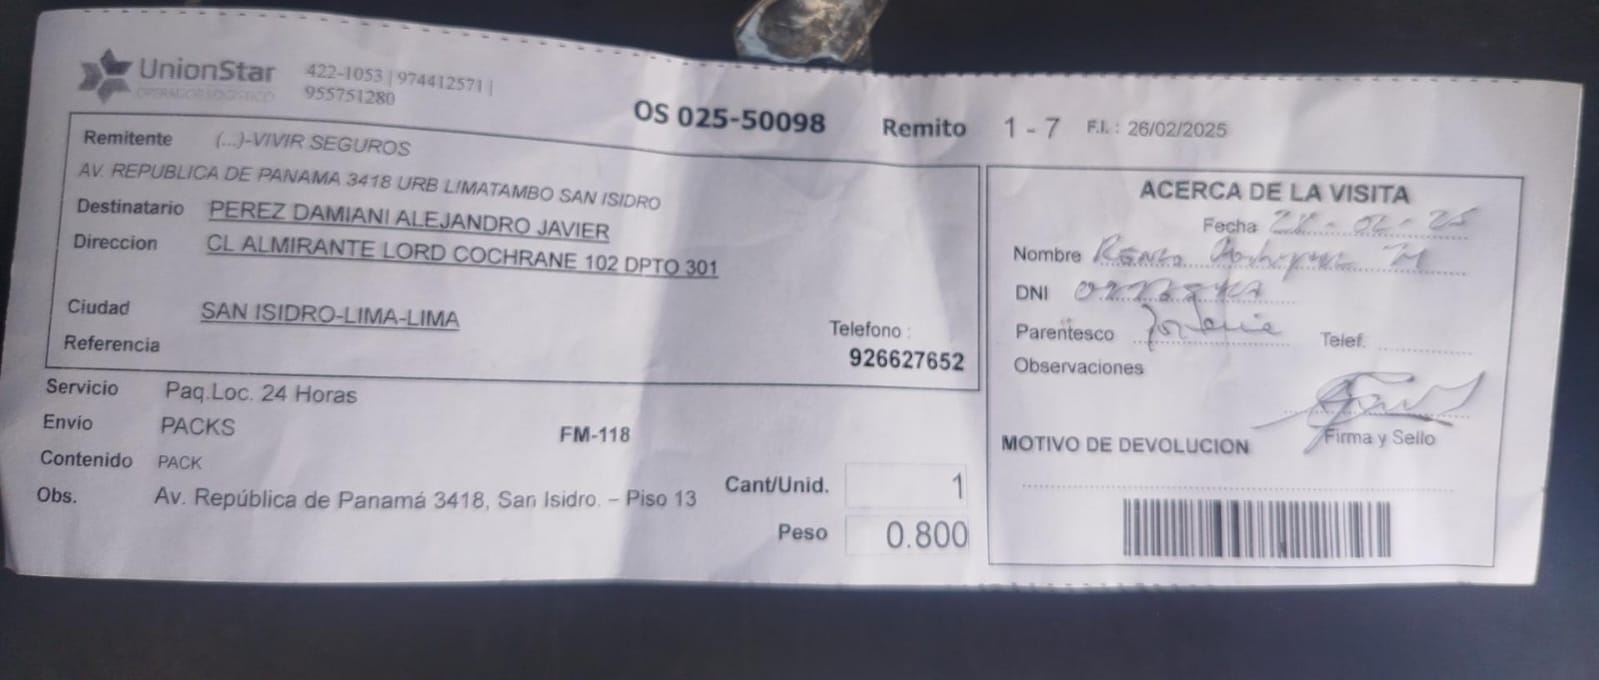 UnionStar
OPERADOR LOGISTICO
422-1053 | 974412571 |
955751280
OS 025-50098
Remito 1 - 7 F.I. : 26/02/2025
Remitente (...)-VIVIR SEGUROS
AV. REPUBLICA DE PANAMA 3418 URB LIMATAMBO SAN ISIDRO
Destinatario PEREZ DAMIANI ALEJANDRO JAVIER
Direccion CL ALMIRANTE LORD COCHRANE 102 DPTO 301
Ciudad SAN ISIDRO-LIMA-LIMA
Referencia
Telefono :
926627652
Servicio Paq.Loc. 24 Horas
Envío PACKS
FM-118
Contenido PACK
Obs. Av. República de Panamá 3418, San Isidro. – Piso 13
Cant/Unid. 1
Peso 0.800
ACERCA DE LA VISITA
Fecha
Nombre
DNI
Parentesco Telef.
Observaciones
Firma y Sello
MOTIVO DE DEVOLUCION